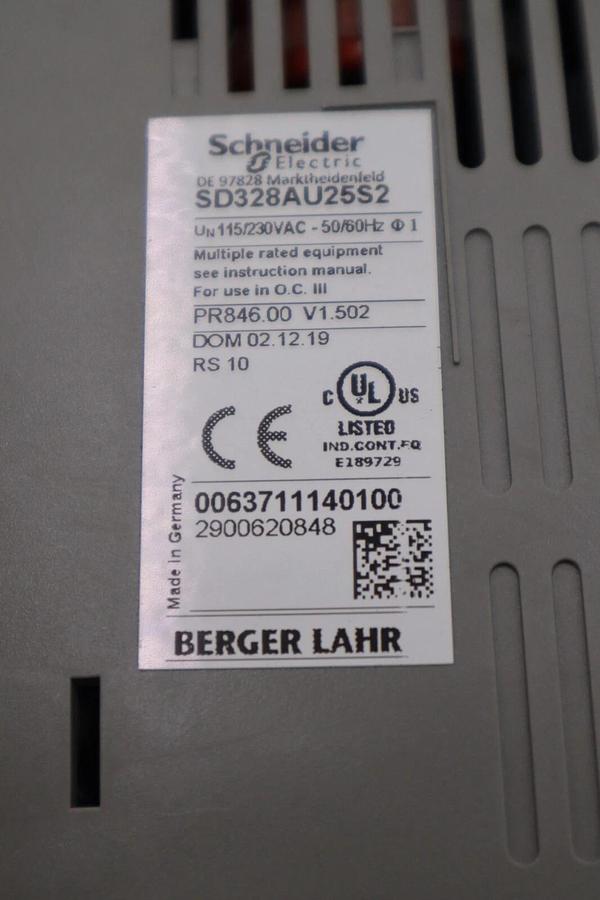 Schneider
Electric
DE 97828 Marktheidenfeld
SD328AU25S2
UN 115/230VAC - 50/60Hz Φ 1
Multiple rated equipment
see instruction manual.
For use in O.C. III
PR846.00 V1.502
DOM 02.12.19
RS 10
CE
C UL US
LISTED
IND.CONT.EQ
E189729
Made in Germany
0063711140100
2900620848
BERGER LAHR